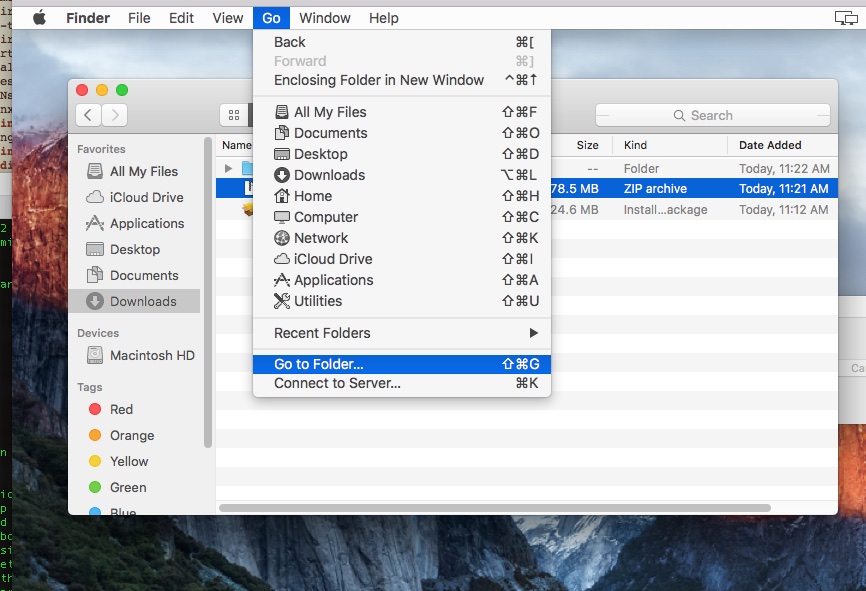 Finder File Edit View Go Window Help
Back ⌘[
Forward ⌘]
Enclosing Folder in New Window ^⌘↑
All My Files ⇧⌘F
Documents ⇧⌘O
Desktop ⇧⌘D
Downloads ⌥⌘L
Home ⇧⌘H
Computer ⇧⌘C
Network ⇧⌘K
iCloud Drive ⇧⌘I
Applications ⇧⌘A
Utilities ⇧⌘U
Recent Folders ▶
Go to Folder... ⇧⌘G
Connect to Server... ⌘K
Search
Favorites
All My Files
iCloud Drive
Applications
Desktop
Documents
Downloads
Devices
Macintosh HD
Tags
Red
Orange
Yellow
Green
Blue
Name Size Kind Date Added
-- Folder Today, 11:22 AM
78.5 MB ZIP archive Today, 11:21 AM
24.6 MB Install...ackage Today, 11:12 AM